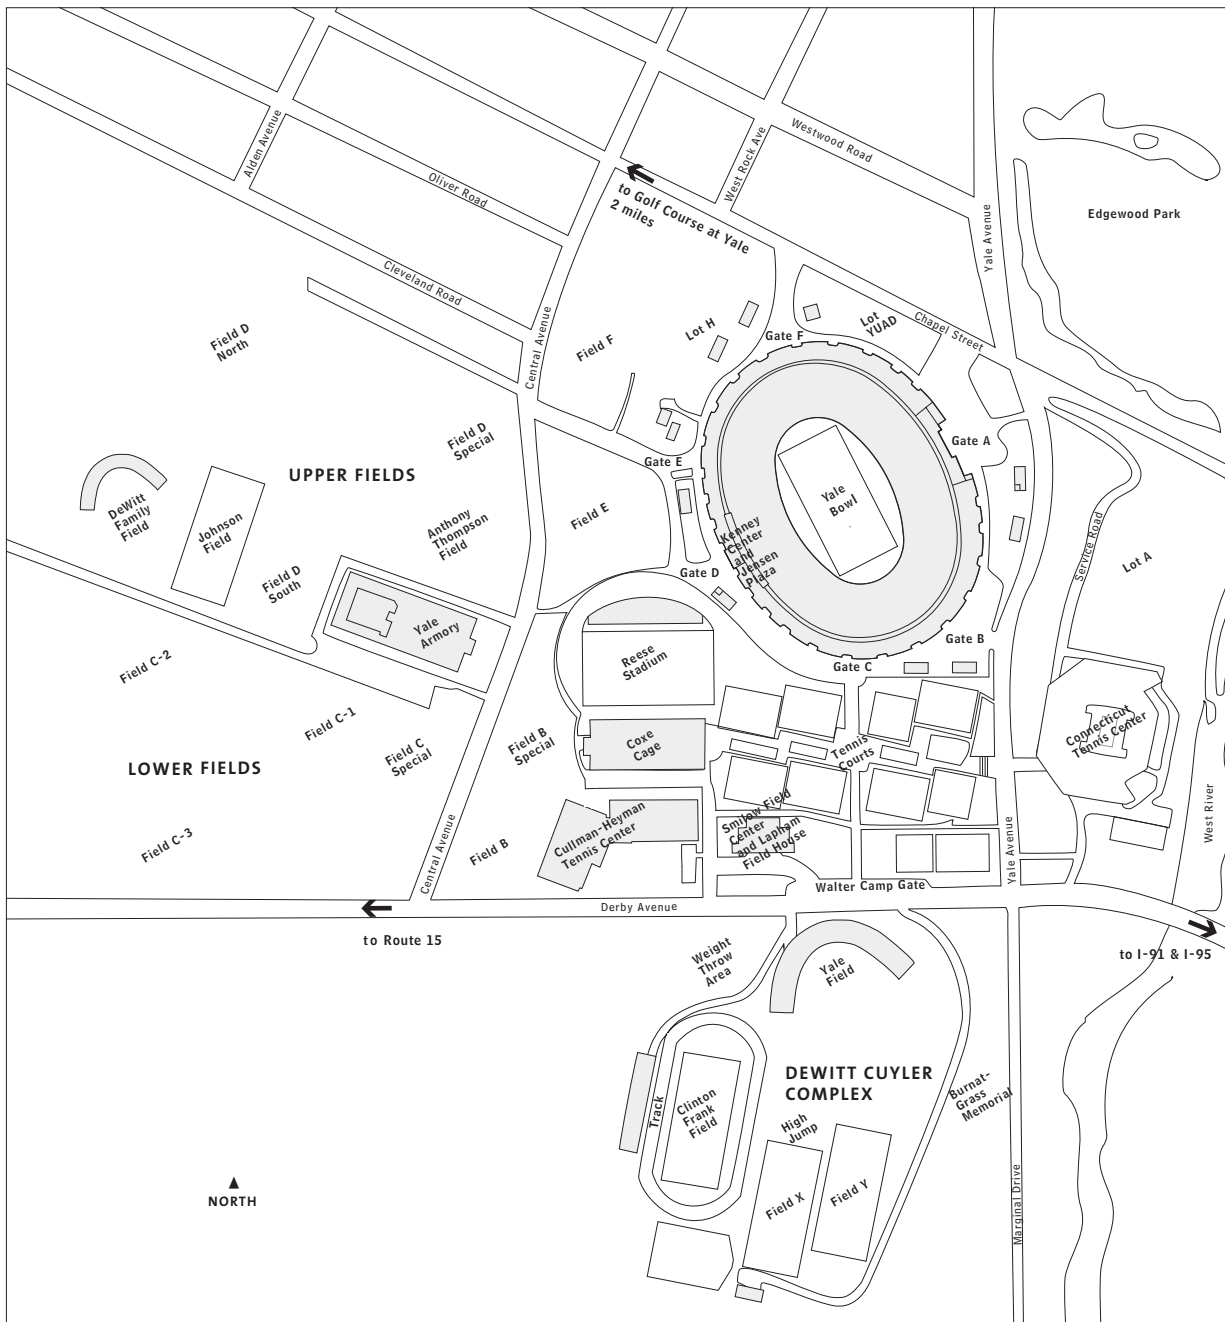 Westwood Road
Alden Avenue
West Rock Ave
Oliver Road
to Golf Course at Yale
2 miles
Yale Avenue
Edgewood Park
Cleveland Road
Central Avenue
Field D
North
Field F
Lot H
Gate F
Lot
YUAD
Chapel Street
Field D
Special
Gate E
Gate A
UPPER FIELDS
DeWitt
Family
Field
Johnson
Field
Anthony
Thompson
Field
Field E
Yale
Bowl
Kenney
Center
and
Jensen
Plaza
Service Road
Lot A
Field D
South
Gate D
Yale
Armory
Gate B
Gate C
Field C-2
Reese
Stadium
Field C-1
Field C
Special
Field B
Special
Coxe
Cage
Tennis
Courts
Connecticut
Tennis Center
LOWER FIELDS
West River
Field C-3
Central Avenue
Field B
Cullman-Heyman
Tennis Center
Smilow Field
Center
and Lapham
Field House
Yale Avenue
Walter Camp Gate
Derby Avenue
to Route 15
Weight
Throw
Area
Yale
Field
to I-91 & I-95
DEWITT CUYLER
COMPLEX
Burnat-
Grass
Memorial
Track
Clinton
Frank
Field
High
Jump
Field X
Field Y
Marginal Drive
NORTH